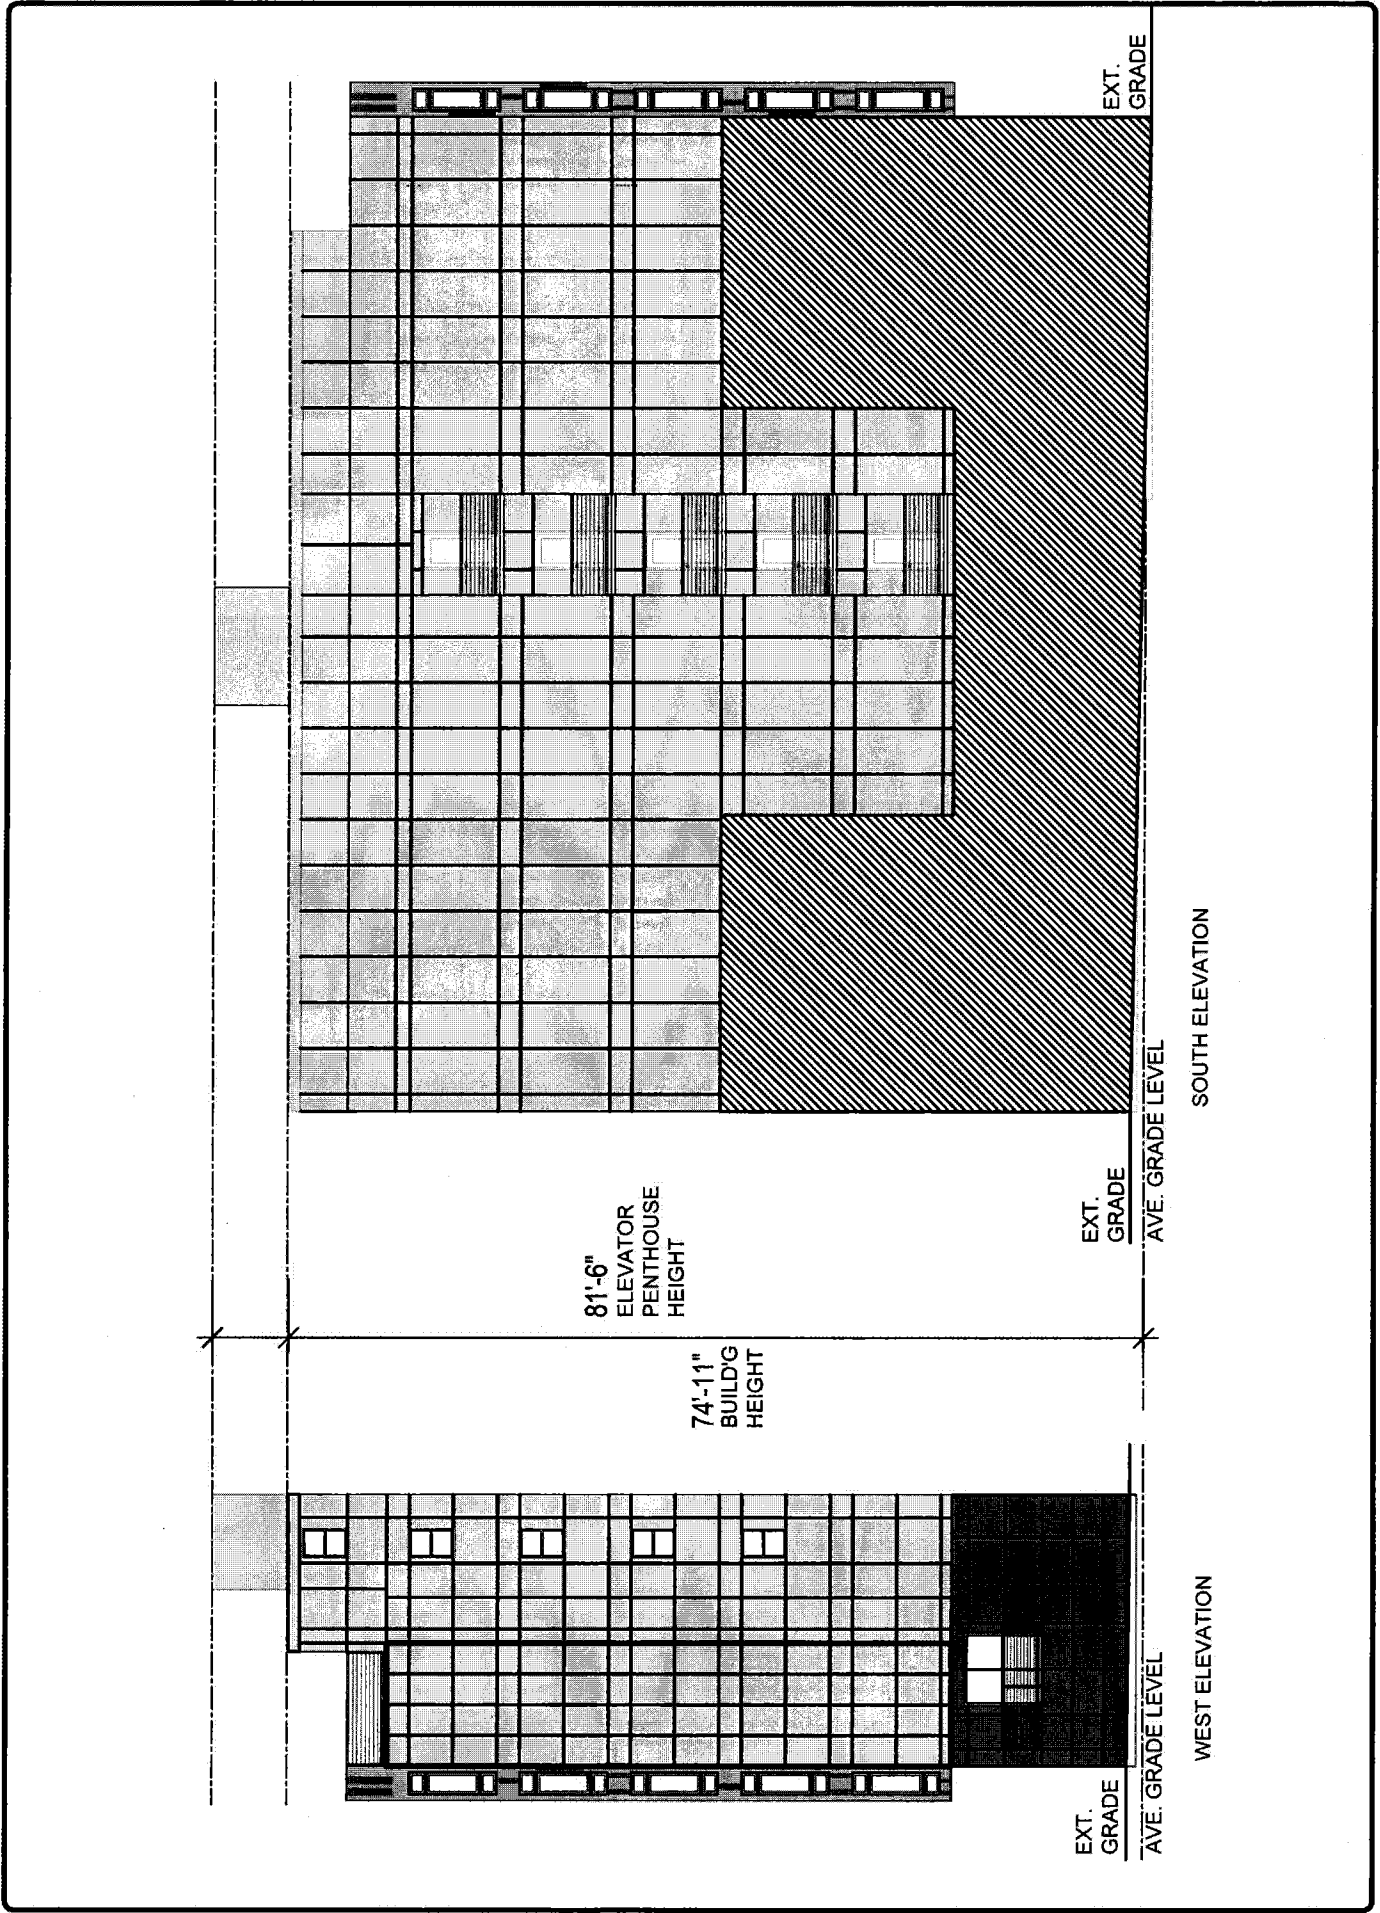 EXT.
GRADE
81'-6"
ELEVATOR
PENTHOUSE
HEIGHT
74'-11"
BUILD'G
HEIGHT
EXT.
GRADE
AVE. GRADE LEVEL
SOUTH ELEVATION
EXT.
GRADE
AVE. GRADE LEVEL
WEST ELEVATION